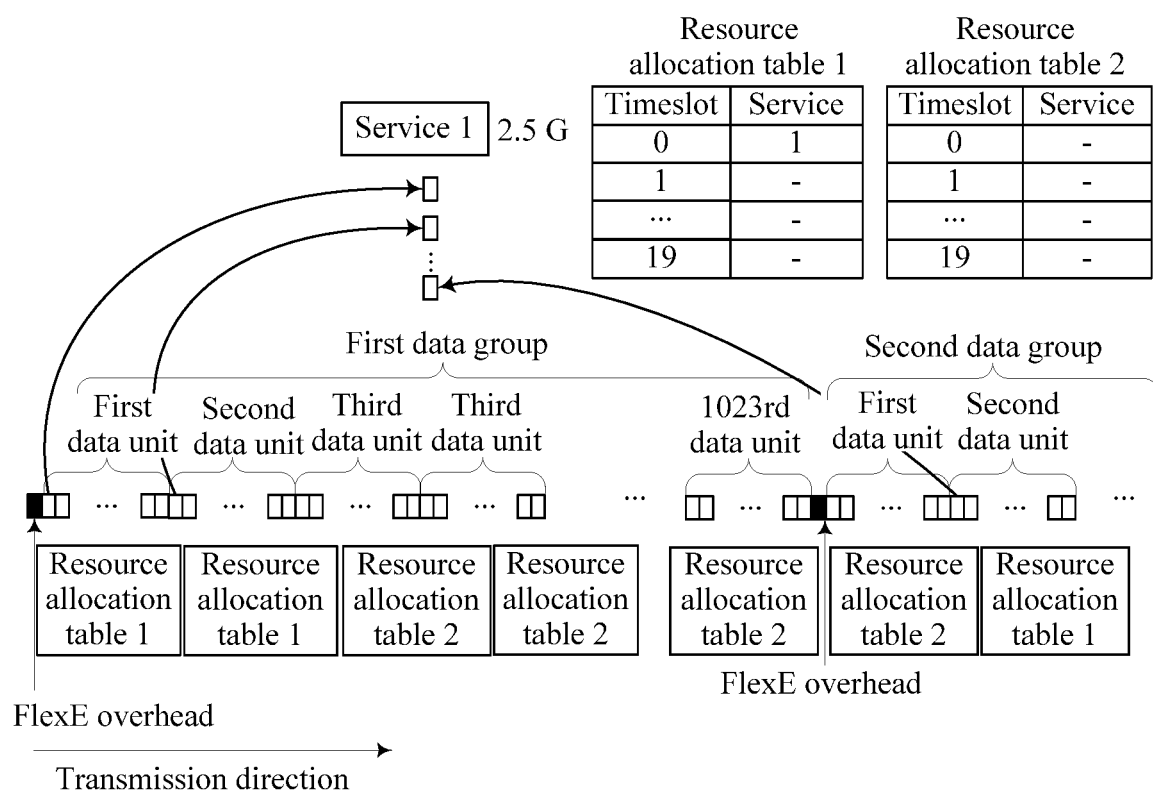 Resource
allocation table 1
Resource
allocation table 2
Timeslot Service
0 1
1 -
... -
19 -
Timeslot Service
0 -
1 -
... -
19 -
Service 1 2.5 G
First data group
Second data group
First
data unit
Second
data unit
Third
data unit
Third
data unit
1023rd
data unit
First
data unit
Second
data unit
... ... ... ... ... ... ... ...
Resource
allocation
table 1
Resource
allocation
table 1
Resource
allocation
table 2
Resource
allocation
table 2
Resource
allocation
table 2
Resource
allocation
table 2
Resource
allocation
table 1
FlexE overhead
FlexE overhead
Transmission direction